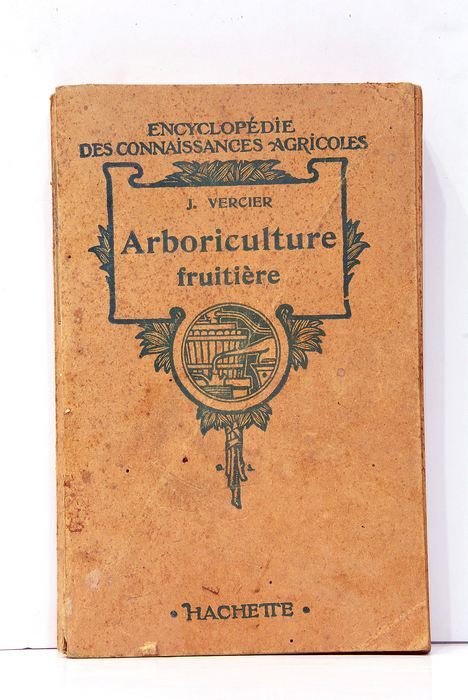 ENCYCLOPÉDIE
DES CONNAISSANCES AGRICOLES
J. VERCIER
Arboriculture
fruitière
• HACHETTE •